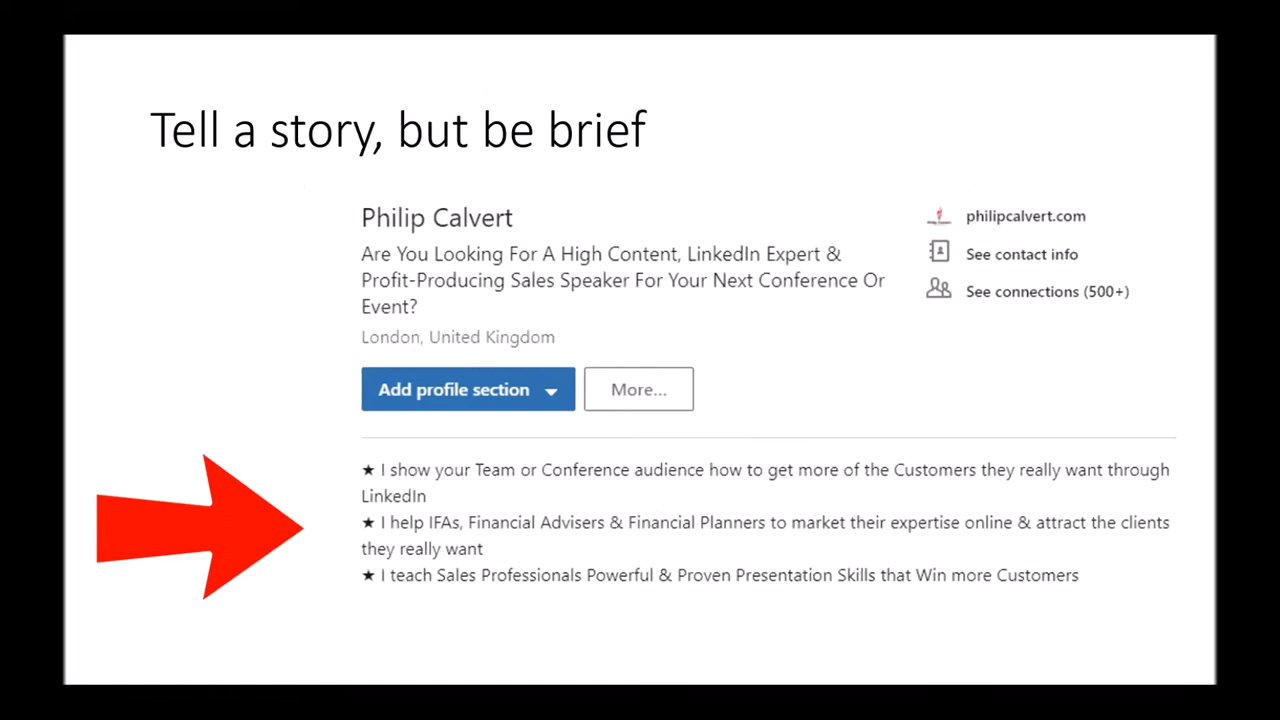 Tell a story, but be brief
Philip Calvert
Are You Looking For A High Content, LinkedIn Expert &
Profit-Producing Sales Speaker For Your Next Conference Or
Event?
London, United Kingdom
philipcalvert.com
See contact info
See connections (500+)
Add profile section
More...
★ I show your Team or Conference audience how to get more of the Customers they really want through
LinkedIn
★ I help IFAs, Financial Advisers & Financial Planners to market their expertise online & attract the clients
they really want
★ I teach Sales Professionals Powerful & Proven Presentation Skills that Win more Customers